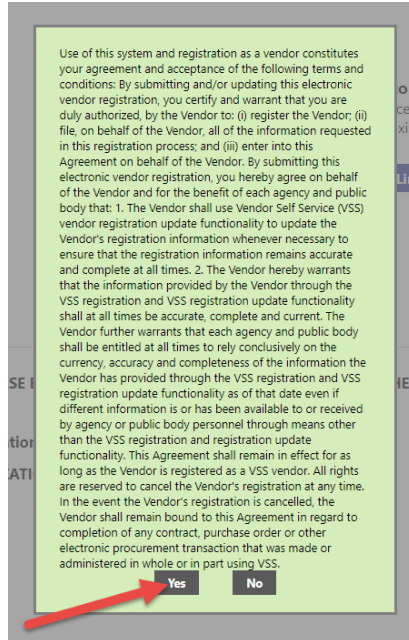 Use of this system and registration as a vendor constitutes
your agreement and acceptance of the following terms and
conditions: By submitting and/or updating this electronic
vendor registration, you certify and warrant that you are
duly authorized, by the Vendor to: (i) register the Vendor; (ii)
file, on behalf of the Vendor, all of the information requested
in this registration process; and (iii) enter into this
Agreement on behalf of the Vendor. By submitting this
electronic vendor registration, you hereby agree on behalf
of the Vendor and for the benefit of each agency and public
body that: 1. The Vendor shall use Vendor Self Service (VSS)
vendor registration update functionality to update the
Vendor's registration information whenever necessary to
ensure that the registration information remains accurate
and complete at all times. 2. The Vendor hereby warrants
that the information provided by the Vendor through the
VSS registration and VSS registration update functionality
shall at all times be accurate, complete and current. The
Vendor further warrants that each agency and public body
shall be entitled at all times to rely conclusively on the
currency, accuracy and completeness of the information the
Vendor has provided through the VSS registration and VSS
registration update functionality as of that date even if
different information is or has been available to or received
by agency or public body personnel through means other
than the VSS registration and registration update
functionality. This Agreement shall remain in effect for as
long as the Vendor is registered as a VSS vendor. All rights
are reserved to cancel the Vendor's registration at any time.
In the event the Vendor's registration is cancelled, the
Vendor shall remain bound to this Agreement in regard to
completion of any contract, purchase order or other
electronic procurement transaction that was made or
administered in whole or in part using VSS.
Yes No